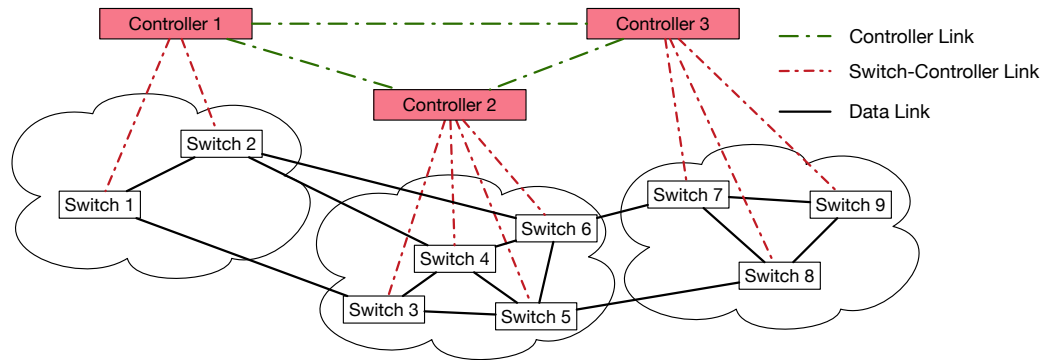 Controller 1
Controller 3
Controller Link
Switch-Controller Link
Controller 2
Data Link
Switch 2
Switch 1
Switch 7
Switch 9
Switch 6
Switch 4
Switch 8
Switch 3
Switch 5